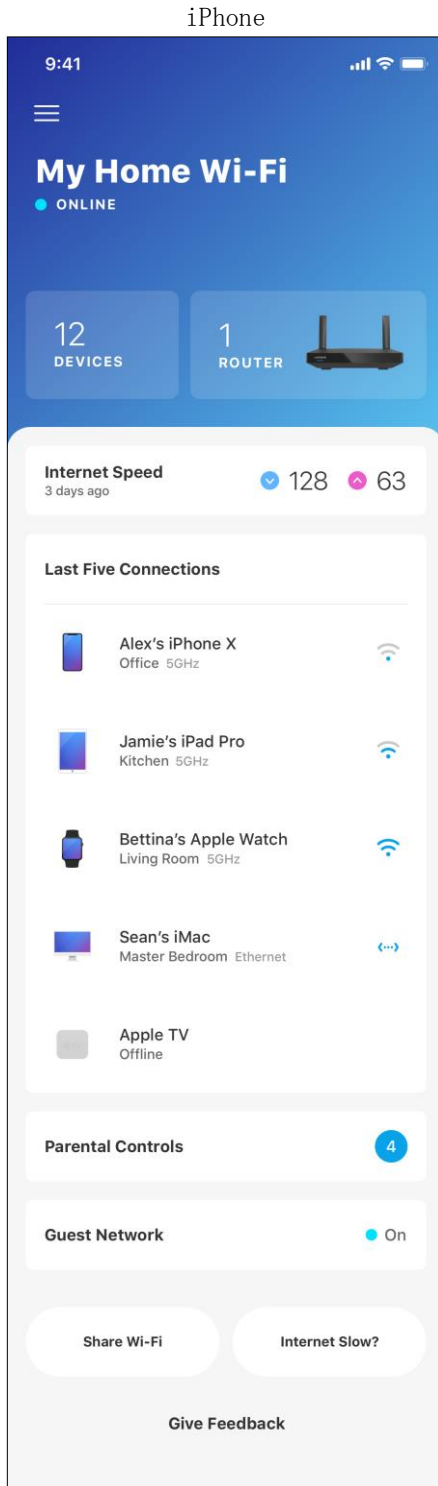 iPhone
9:41
My Home Wi-Fi
ONLINE
12
DEVICES
1
ROUTER
Internet Speed
3 days ago
128
63
Last Five Connections
Alex's iPhone X
Office 5GHz
Jamie's iPad Pro
Kitchen 5GHz
Bettina's Apple Watch
Living Room 5GHz
Sean's iMac
Master Bedroom Ethernet
Apple TV
Offline
Parental Controls
4
Guest Network
On
Share Wi-Fi
Internet Slow?
Give Feedback